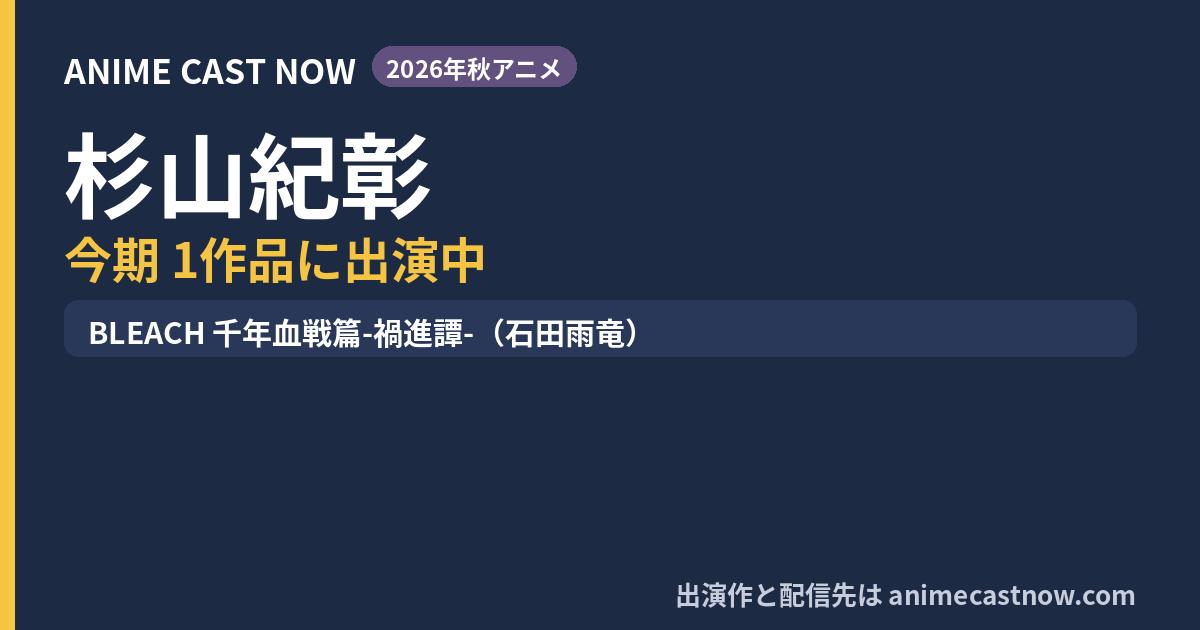 ANIME CAST NOW 2026年秋アニメ
杉山紀彰
今期 1作品に出演中
BLEACH 千年血戦篇-禍進譚-（石田雨竜）
出演作と配信先は animecastnow.com